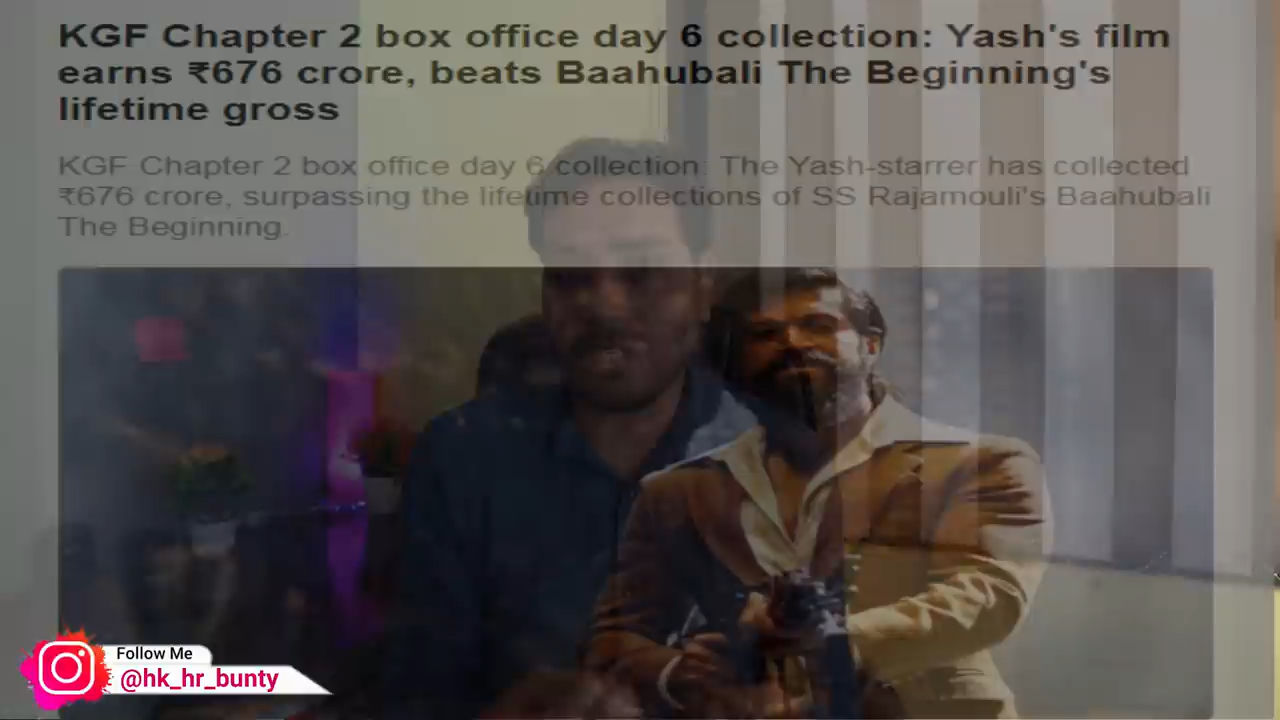 KGF Chapter 2 box office day 6 collection: Yash's film
earns ₹676 crore, beats Baahubali The Beginning's
lifetime gross
KGF Chapter 2 box office day 6 collection: The Yash-starrer has collected
₹676 crore, surpassing the lifetime collections of SS Rajamouli's Baahubali
The Beginning.
Follow Me
@hk_hr_bunty